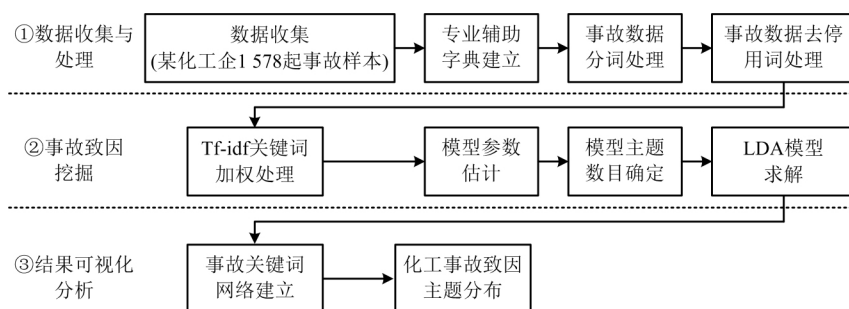 ①数据收集与
处理
数据收集
(某化工企1 578起事故样本)
专业辅助
字典建立
事故数据
分词处理
事故数据去停
用词处理
②事故致因
挖掘
Tf-idf关键词
加权处理
模型参数
估计
模型主题
数目确定
LDA模型
求解
③结果可视化
分析
事故关键词
网络建立
化工事故致因
主题分布